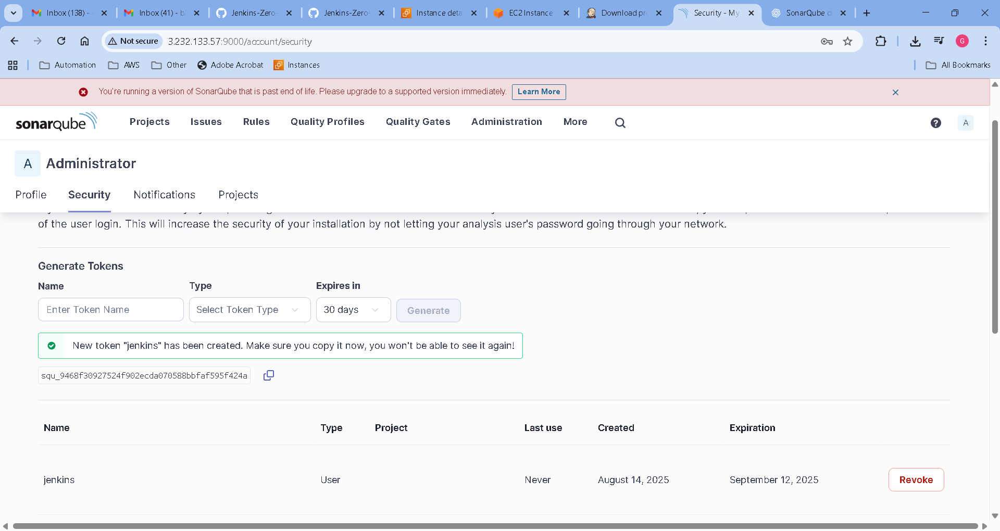 Inbox (138) -
Inbox (41) - b
Jenkins-Zero-
Jenkins-Zero-
Instance deta
EC2 Instance
Download pr
Security - My
SonarQube d
Not secure
3.232.133.57:9000/account/security
G
Automation
AWS
Other
Adobe Acrobat
Instances
All Bookmarks
You're running a version of SonarQube that is past end of life. Please upgrade to a supported version immediately.
Learn More
sonarqube
Projects
Issues
Rules
Quality Profiles
Quality Gates
Administration
More
A
A
Administrator
Profile
Security
Notifications
Projects
of the user login. This will increase the security of your installation by not letting your analysis user's password going through your network.
Generate Tokens
Name
Type
Expires in
Enter Token Name
Select Token Type
30 days
Generate
New token "jenkins" has been created. Make sure you copy it now, you won't be able to see it again!
squ_9468f30927524f902ecda070588bbfaf595f424a
Name
Type
Project
Last use
Created
Expiration
jenkins
User
Never
August 14, 2025
September 12, 2025
Revoke